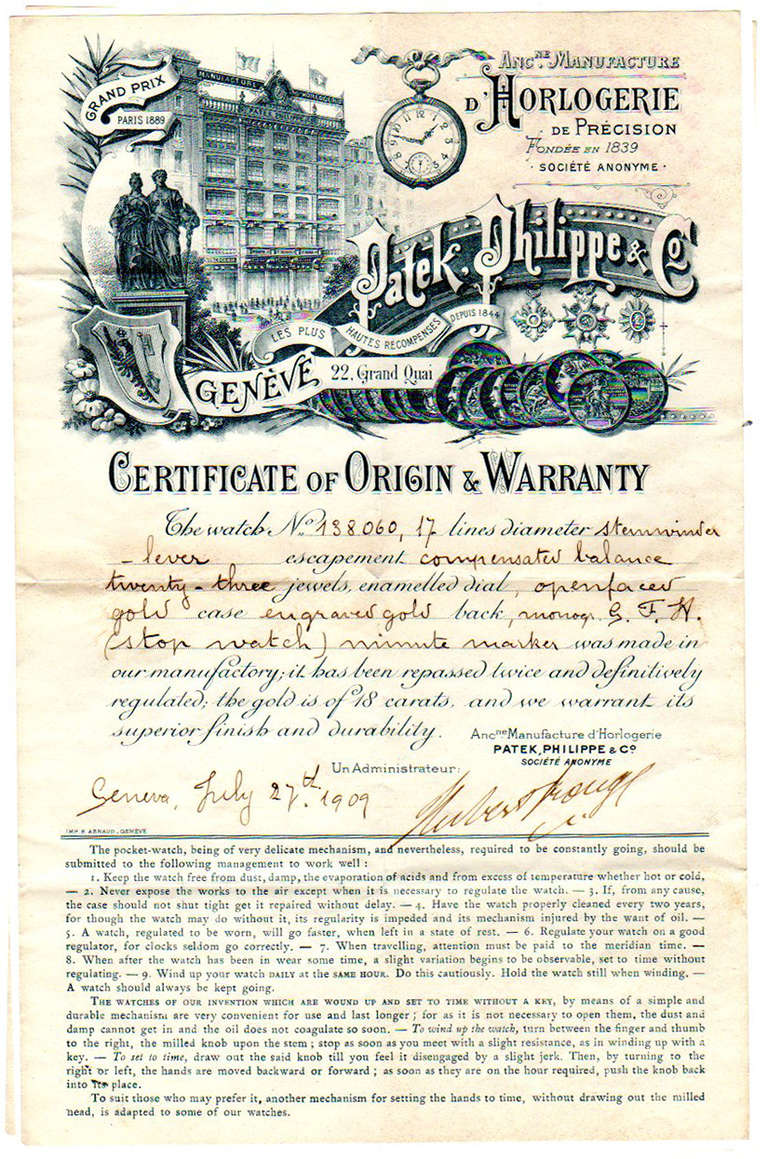 GRAND PRIX
PARIS 1889
MANUFACTURE HORLOGERIE
PATEK PHILIPPE & Co
ANCNE. MANUFACTURE
D'HORLOGERIE
DE PRÉCISION
FONDÉE EN 1839
· SOCIÉTÉ ANONYME ·
Patek, Philippe & Co
LES PLUS HAUTES RÉCOMPENSES DEPUIS 1844
GENÈVE 22, Grand Quai
CERTIFICATE OF ORIGIN & WARRANTY
The watch No. 138060, 17 lines diameter stemwinder
- lever escapement compensated balance
twenty-three jewels, enamelled dial, openfaced
gold case engraved gold back, monogr. G. F. H.
(stop watch) minute marker was made in
our manufactory; it has been repassed twice and definitively
regulated; the gold is of 18 carats, and we warrant its
superior finish and durability.
Ancne Manufacture d'Horlogerie
PATEK, PHILIPPE & Co
SOCIÉTÉ ANONYME
Un Administrateur:
Geneva, July 27th. 1909
IMP. F. ARNAUD, GENÈVE
The pocket-watch, being of very delicate mechanism, and nevertheless, required to be constantly going, should be
submitted to the following management to work well :
1. Keep the watch free from dust, damp, the evaporation of acids and from excess of temperature whether hot or cold,
— 2. Never expose the works to the air except when it is necessary to regulate the watch. — 3. If, from any cause,
the case should not shut tight get it repaired without delay. — 4. Have the watch properly cleaned every two years,
for though the watch may do without it, its regularity is impeded and its mechanism injured by the want of oil. —
5. A watch, regulated to be worn, will go faster, when left in a state of rest. — 6. Regulate your watch on a good
regulator, for clocks seldom go correctly. — 7. When travelling, attention must be paid to the meridian time. —
8. When after the watch has been in wear some time, a slight variation begins to be observable, set to time without
regulating. — 9. Wind up your watch DAILY at the SAME HOUR. Do this cautiously. Hold the watch still when winding. —
A watch should always be kept going.
THE WATCHES OF OUR INVENTION WHICH ARE WOUND UP AND SET TO TIME WITHOUT A KEY, by means of a simple and
durable mechanism are very convenient for use and last longer ; for as it is not necessary to open them, the dust and
damp cannot get in and the oil does not coagulate so soon. — To wind up the watch, turn between the finger and thumb
to the right, the milled knob upon the stem ; stop as soon as you meet with a slight resistance, as in winding up with a
key. — To set to time, draw out the said knob till you feel it disengaged by a slight jerk. Then, by turning to the
right or left, the hands are moved backward or forward ; as soon as they are on the hour required, push the knob back
into its place.
To suit those who may prefer it, another mechanism for setting the hands to time, without drawing out the milled
head, is adapted to some of our watches.